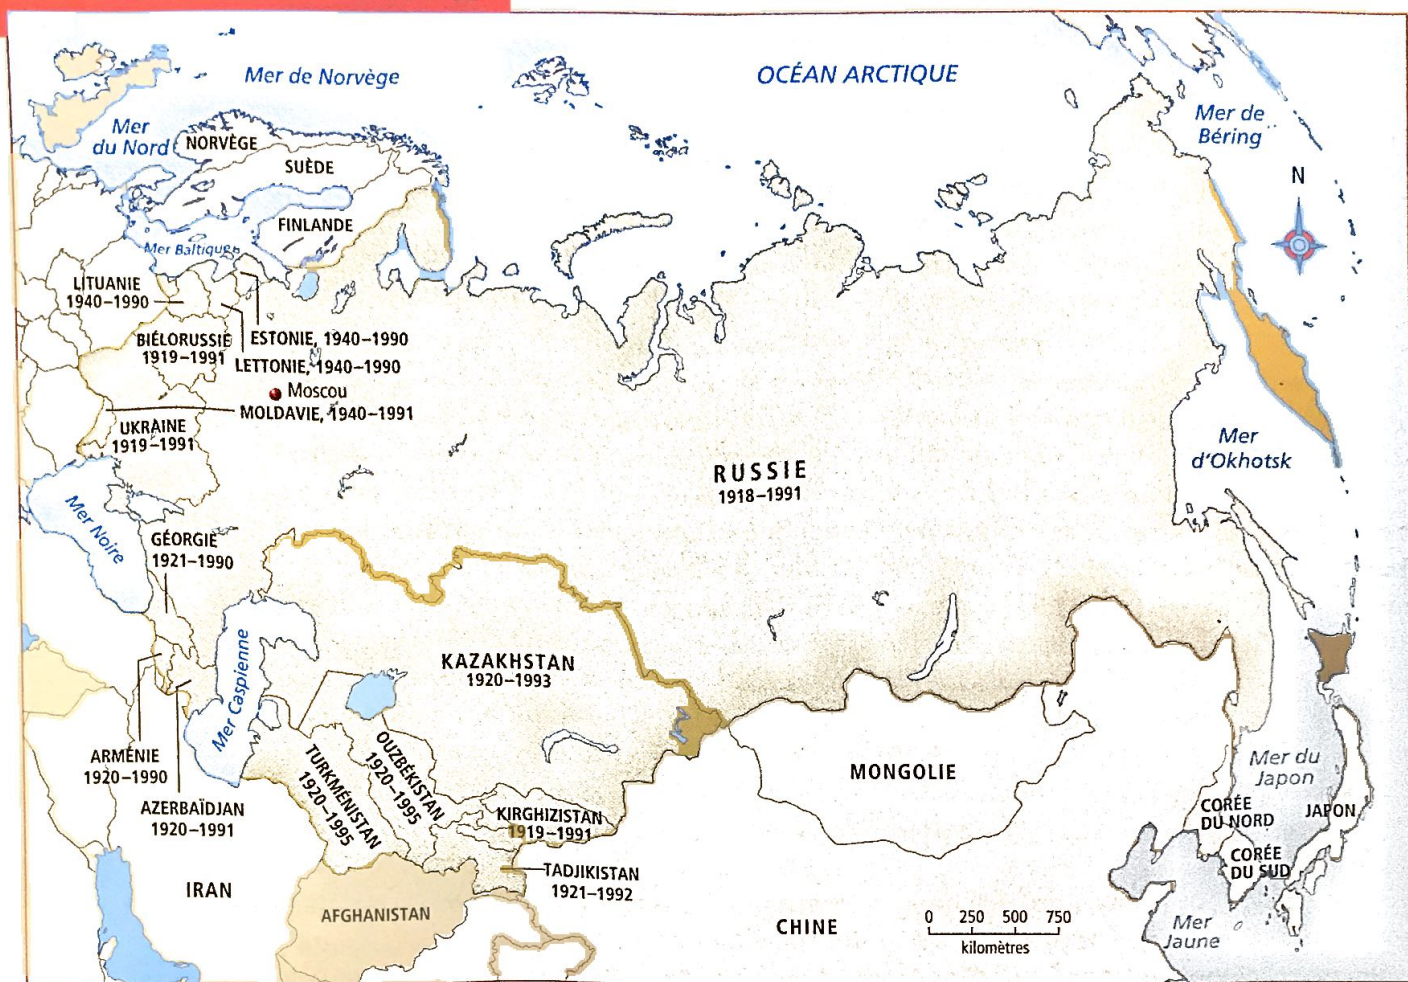 Mer de Norvège
OCÉAN ARCTIQUE
Mer
du Nord
NORVÈGE
SUÈDE
FINLANDE
Mer Baltique
Mer de
Béring
N
LITUANIE
1940–1990
BIÉLORUSSIE
1919–1991
ESTONIE, 1940–1990
LETTONIE, 1940–1990
Moscou
MOLDAVIE, 1940–1991
UKRAINE
1919–1991
RUSSIE
1918–1991
Mer
d'Okhotsk
Mer Noire
GÉORGIE
1921–1990
Mer Caspienne
KAZAKHSTAN
1920–1993
ARMÉNIE
1920–1990
AZERBAÏDJAN
1920–1991
TURKMÉNISTAN
1920–1995
OUZBÉKISTAN
1920–1995
KIRGHIZISTAN
1919–1991
TADJIKISTAN
1921–1992
MONGOLIE
Mer du
Japon
CORÉE
DU NORD
JAPON
CORÉE
DU SUD
IRAN
AFGHANISTAN
CHINE
0 250 500 750
kilomètres
Mer
Jaune